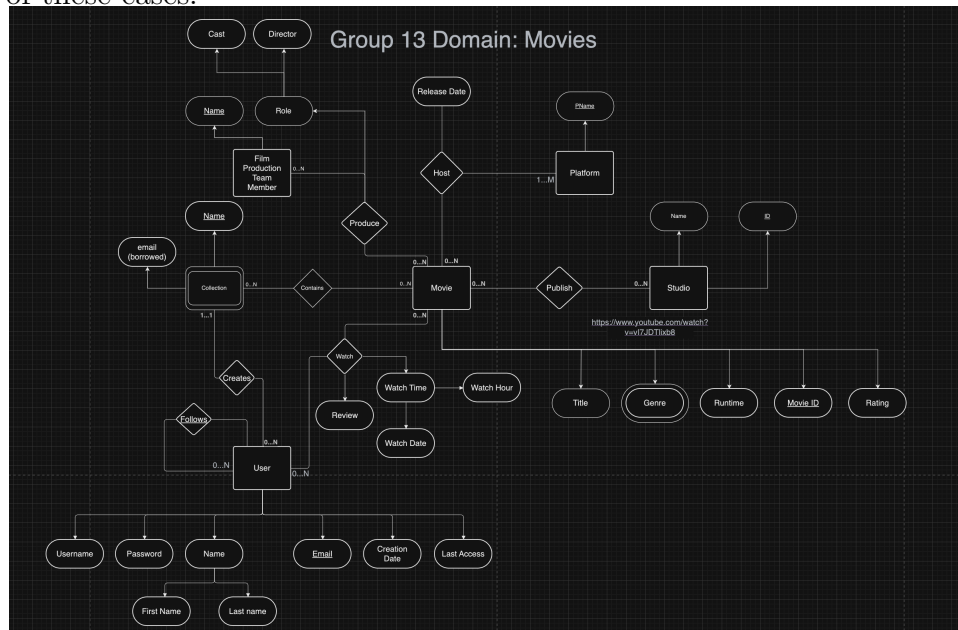 of these cases.
Group 13 Domain: Movies
Cast
Director
Release Date
Name
Role
PName
Film
Production
Team
Member
0...N
Host
1...M
Platform
Name
Produce
Name
ID
email
(borrowed)
0...N
0...N
Collection
0...N
Contains
0...N
Movie
0...N
Publish
0...N
Studio
1...1
0...N
https://www.youtube.com/watch?
v=vI7JDTIixb8
Watch
Creates
Watch Time
Watch Hour
Title
Genre
Runtime
Movie ID
Rating
Review
Follows
Watch Date
0...N
0...N
User
0...N
Username
Password
Name
Email
Creation
Date
Last Access
First Name
Last name